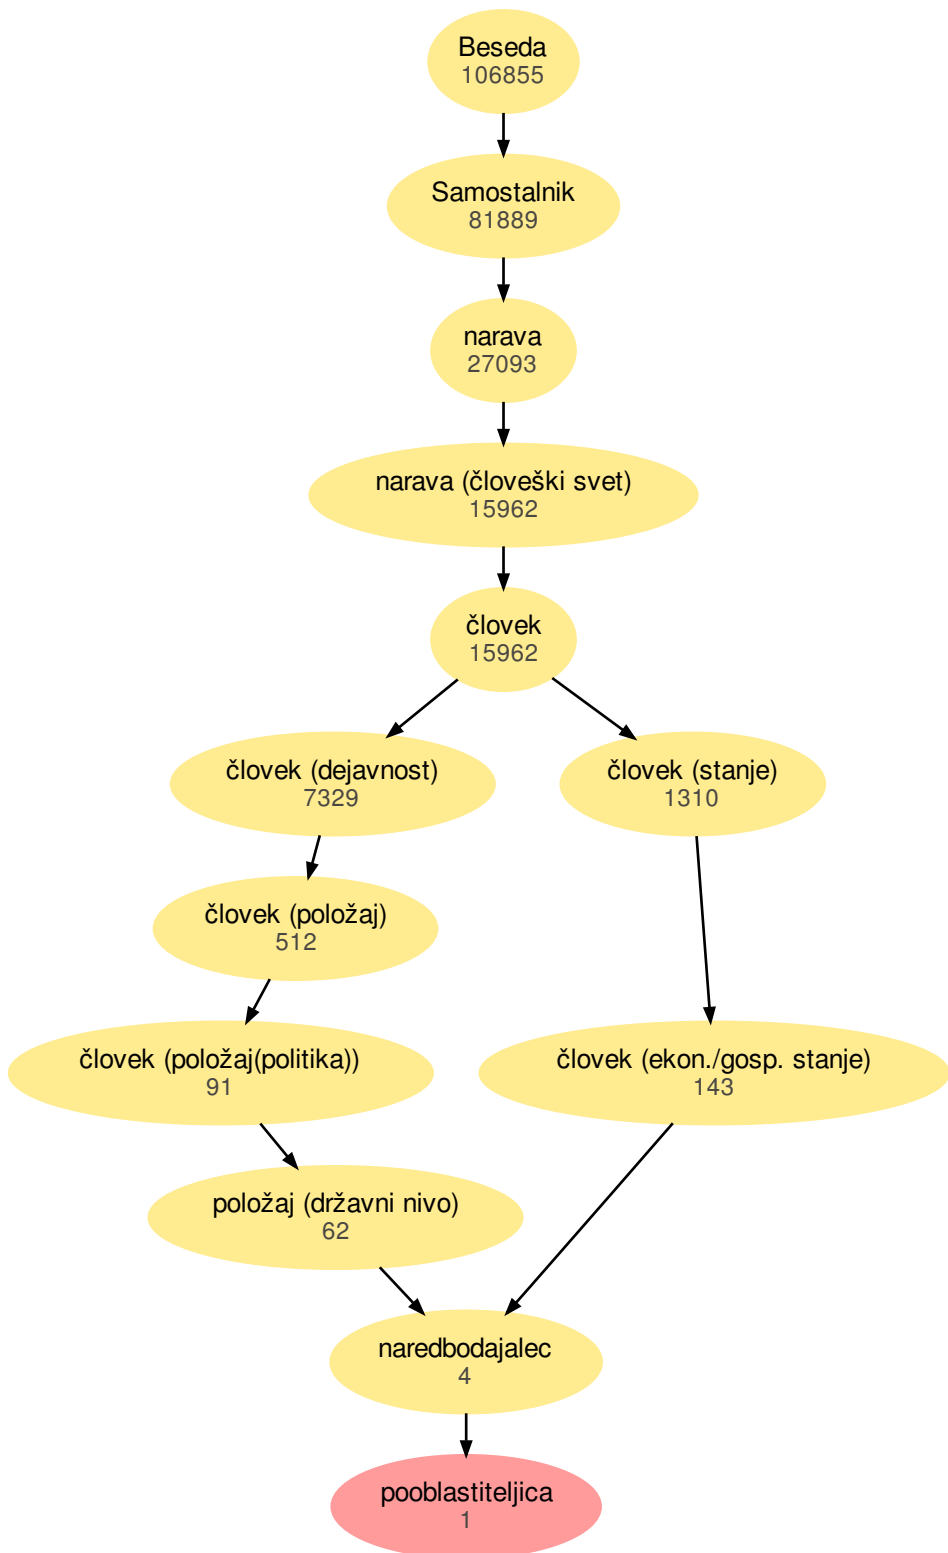 Beseda
106855
Samostalnik
81889
narava
27093
narava (človeški svet)
15962
človek
15962
človek (dejavnost)
7329
človek (stanje)
1310
človek (položaj)
512
človek (položaj(politika))
91
človek (ekon./gosp. stanje)
143
položaj (državni nivo)
62
naredbodajalec
4
pooblastiteljica
1